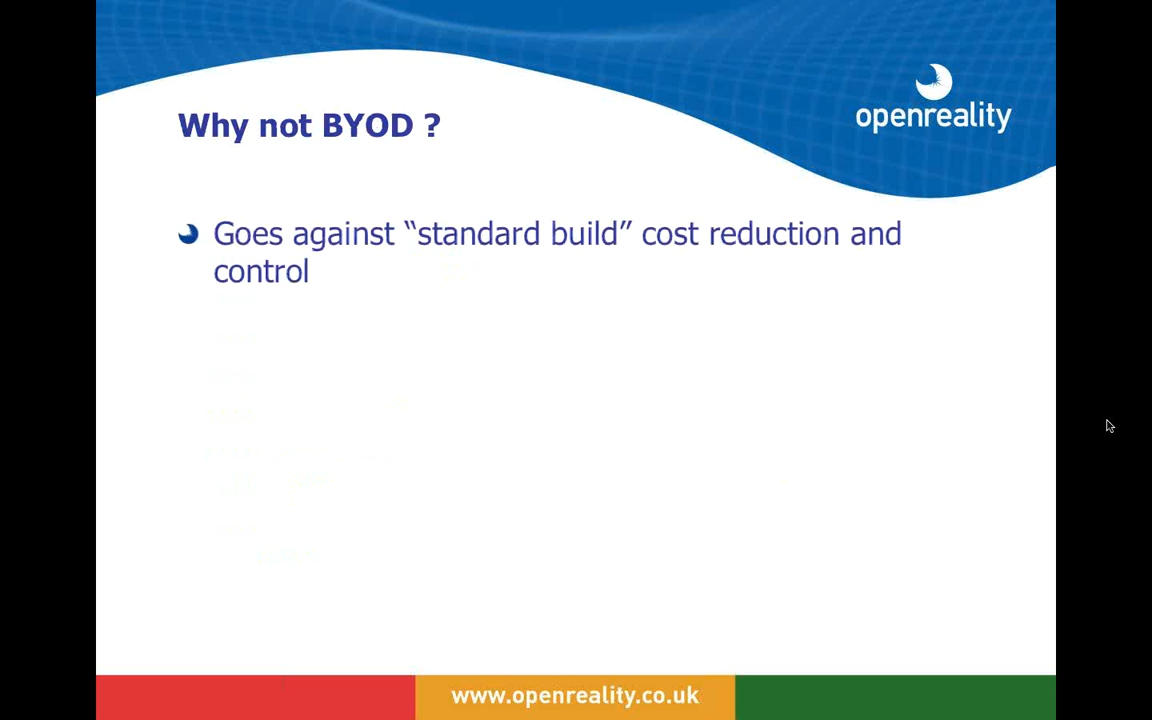 openreality
Why not BYOD ?
Goes against “standard build” cost reduction and
control
www.openreality.co.uk